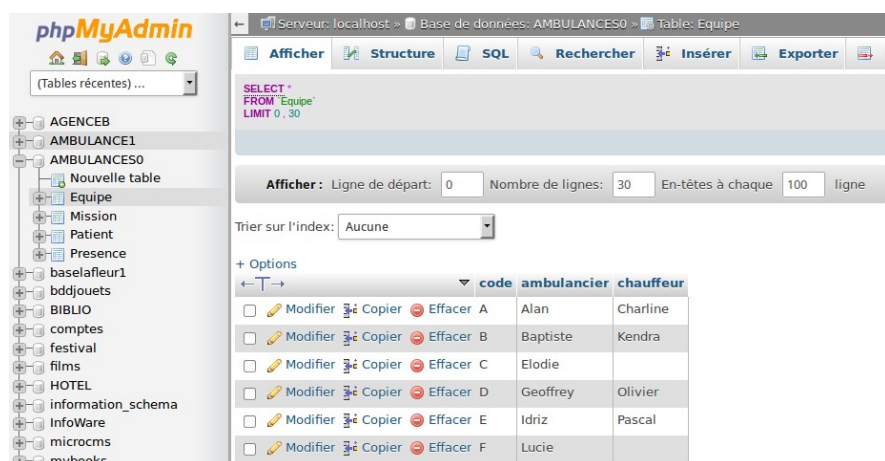 phpMyAdmin
(Tables récentes) ...
AGENCEB
AMBULANCE1
AMBULANCES0
Nouvelle table
Equipe
Mission
Patient
Presence
baselafleur1
bddjouets
BIBLIO
comptes
festival
films
HOTEL
information_schema
InfoWare
microcms
mybooks
Serveur: localhost » Base de données: AMBULANCES0 » Table: Equipe
Afficher Structure SQL Rechercher Insérer Exporter
SELECT *
FROM `Equipe`
LIMIT 0 , 30
Afficher : Ligne de départ: 0 Nombre de lignes: 30 En-têtes à chaque 100 ligne
Trier sur l'index: Aucune
+ Options
←T→ ▼ code ambulancier chauffeur
Modifier Copier Effacer A Alan Charline
Modifier Copier Effacer B Baptiste Kendra
Modifier Copier Effacer C Elodie
Modifier Copier Effacer D Geoffrey Olivier
Modifier Copier Effacer E Idriz Pascal
Modifier Copier Effacer F Lucie